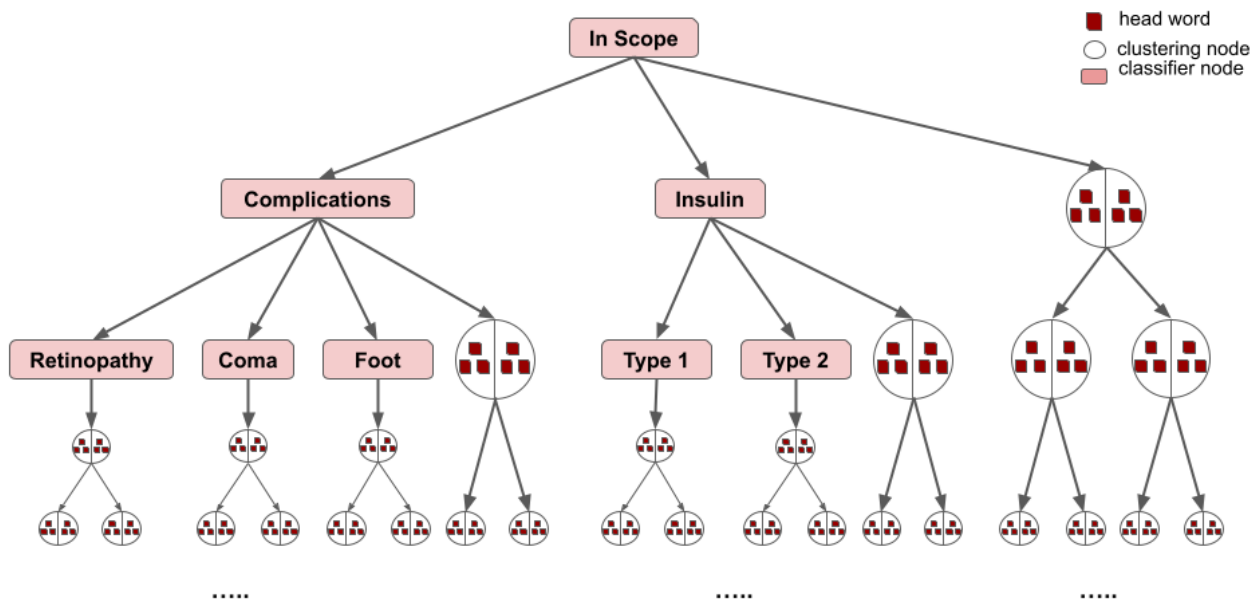 In Scope
head word
clustering node
classifier node
Complications
Insulin
Retinopathy
Coma
Foot
Type 1
Type 2
.....
.....
.....